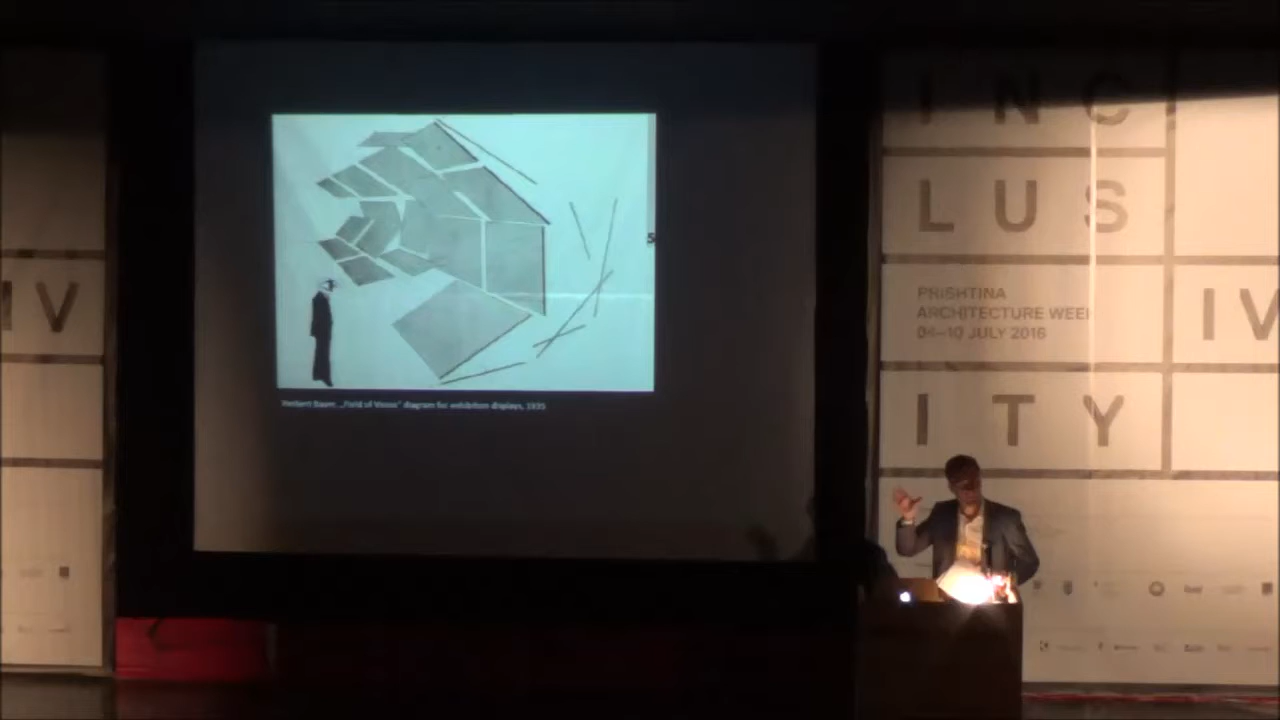 IV
Herbert Bayer, „Field of Vision" diagram for exhibition displays, 1935
INC
LUS
PRISHTINA
ARCHITECTURE WEEK
04–10 JULY 2016
IV
ITY